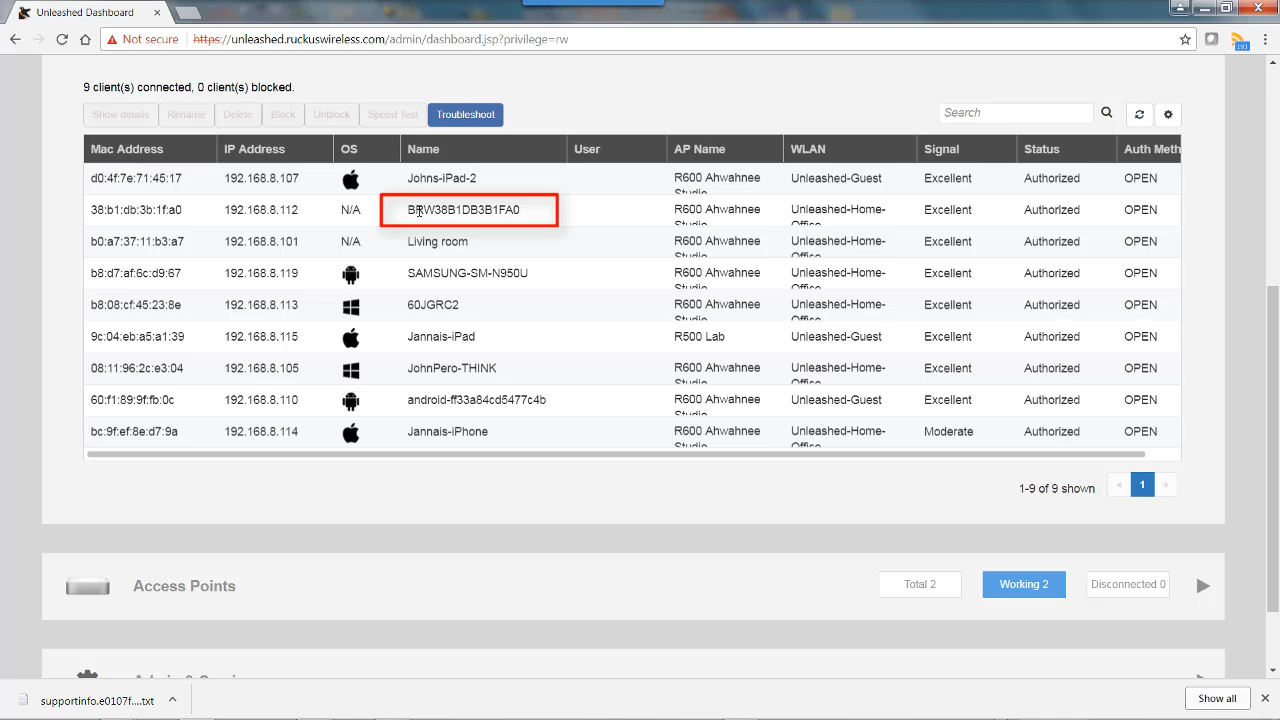 Unleashed Dashboard
Not secure https://unleashed.ruckuswireless.com/admin/dashboard.jsp?privilege=rw
193
9 client(s) connected, 0 client(s) blocked.
Show details Rename Delete Block Unblock Speed Test Troubleshoot Search
Mac Address IP Address OS Name User AP Name WLAN Signal Status Auth Meth
d0:4f:7e:71:45:17 192.168.8.107 Johns-iPad-2 R600 Ahwahnee Studio Unleashed-Guest Excellent Authorized OPEN
38:b1:db:3b:1f:a0 192.168.8.112 N/A BRW38B1DB3B1FA0 R600 Ahwahnee Studio Unleashed-Home-Office Excellent Authorized OPEN
b0:a7:37:11:b3:a7 192.168.8.101 N/A Living room R600 Ahwahnee Studio Unleashed-Home-Office Excellent Authorized OPEN
b8:d7:af:6c:d9:67 192.168.8.119 SAMSUNG-SM-N950U R600 Ahwahnee Studio Unleashed-Home-Office Excellent Authorized OPEN
b8:08:cf:45:23:8e 192.168.8.113 60JGRC2 R600 Ahwahnee Studio Unleashed-Home-Office Excellent Authorized OPEN
9c:04:eb:a5:a1:39 192.168.8.115 Jannais-iPad R500 Lab Unleashed-Guest Excellent Authorized OPEN
08:11:96:2c:e3:04 192.168.8.105 JohnPero-THINK R600 Ahwahnee Studio Unleashed-Home-Office Excellent Authorized OPEN
60:f1:89:9f:fb:0c 192.168.8.110 android-ff33a84cd5477c4b R600 Ahwahnee Studio Unleashed-Guest Excellent Authorized OPEN
bc:9f:ef:8e:d7:9a 192.168.8.114 Jannais-iPhone R600 Ahwahnee Studio Unleashed-Home-Office Moderate Authorized OPEN
1-9 of 9 shown « 1 »
Access Points Total 2 Working 2 Disconnected 0
supportinfo.e0107f....txt Show all